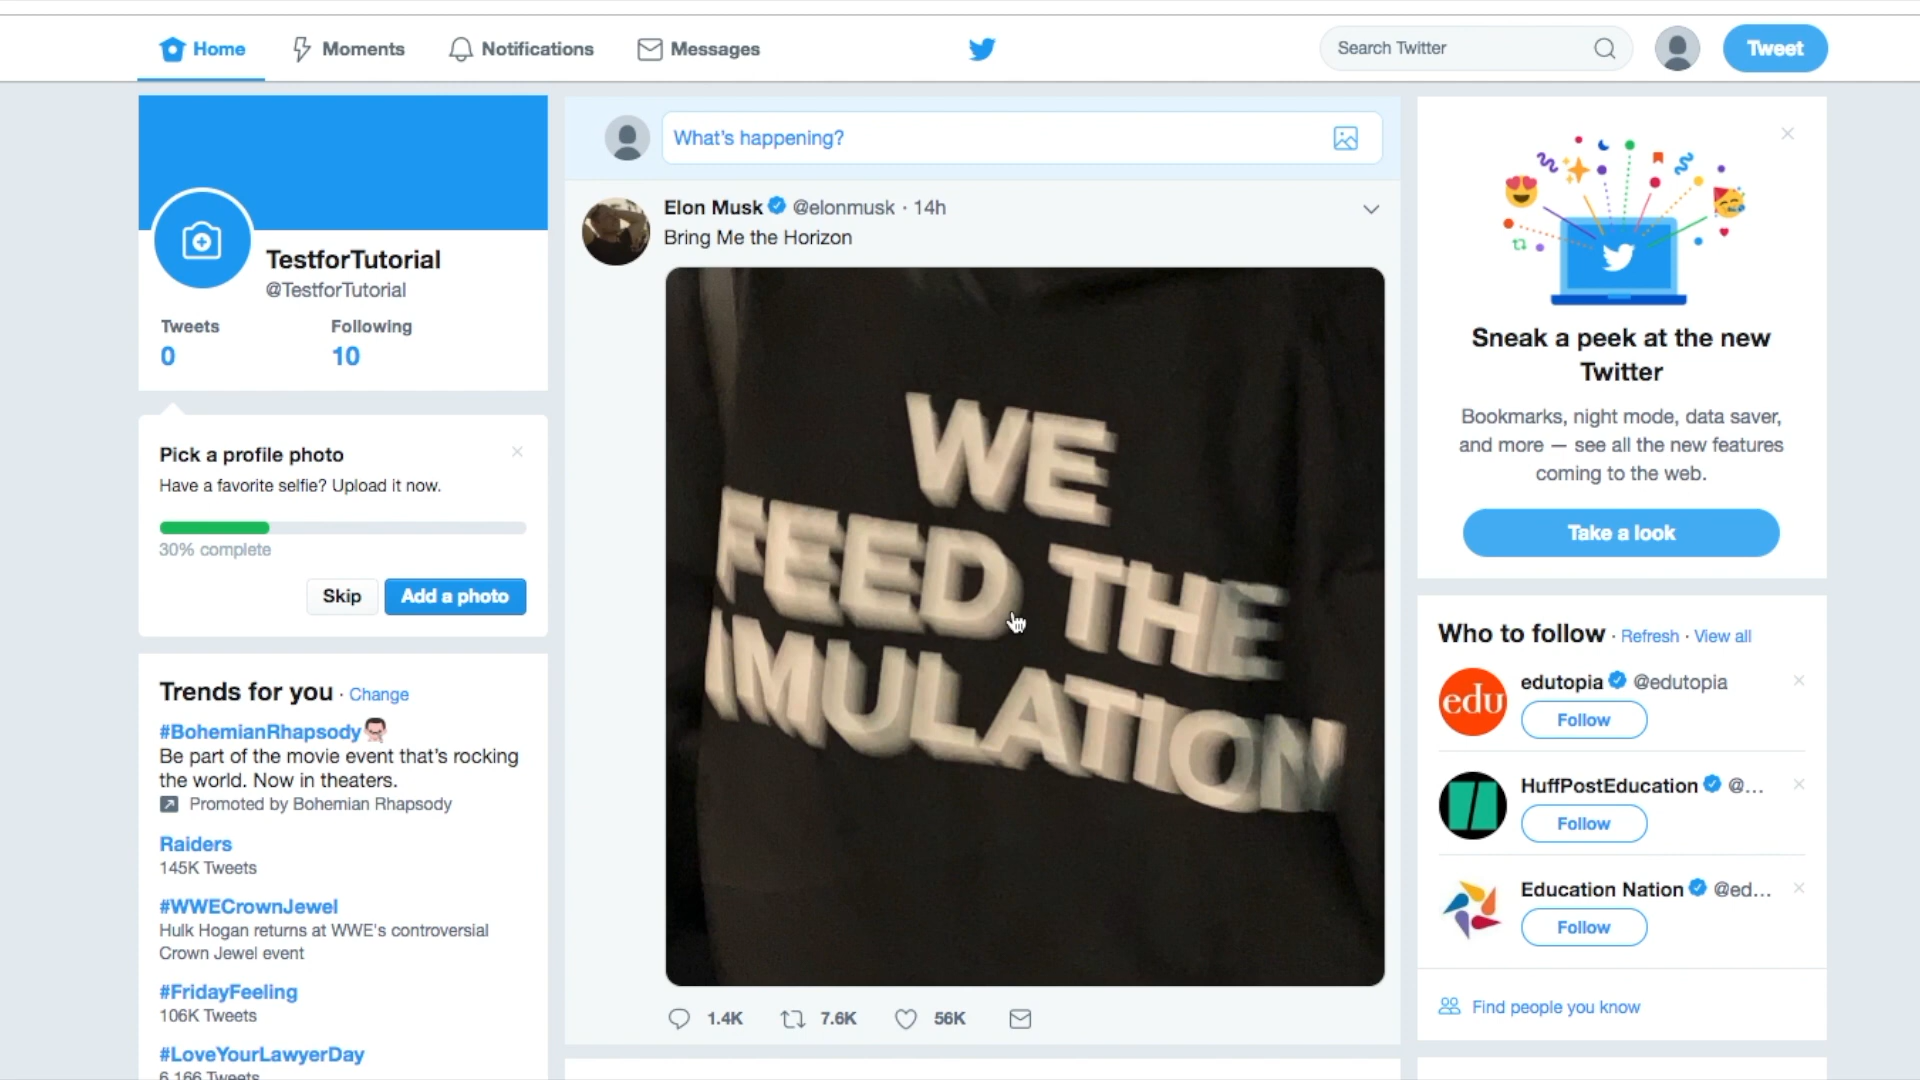 Home
Moments
Notifications
Messages
Search Twitter
Tweet
TestforTutorial
@TestforTutorial
Tweets Following
0 10
Pick a profile photo
Have a favorite selfie? Upload it now.
30% complete
Skip
Add a photo
Trends for you · Change
#BohemianRhapsody
Be part of the movie event that's rocking
the world. Now in theaters.
Promoted by Bohemian Rhapsody
Raiders
145K Tweets
#WWECrownJewel
Hulk Hogan returns at WWE's controversial
Crown Jewel event
#FridayFeeling
106K Tweets
#LoveYourLawyerDay
6,166 Tweets
What's happening?
Elon Musk @elonmusk · 14h
Bring Me the Horizon
WE
FEED THE
IMULATION
1.4K 7.6K 56K
Sneak a peek at the new
Twitter
Bookmarks, night mode, data saver,
and more — see all the new features
coming to the web.
Take a look
Who to follow · Refresh · View all
edu
edutopia @edutopia
Follow
HuffPostEducation @...
Follow
Education Nation @ed...
Follow
Find people you know